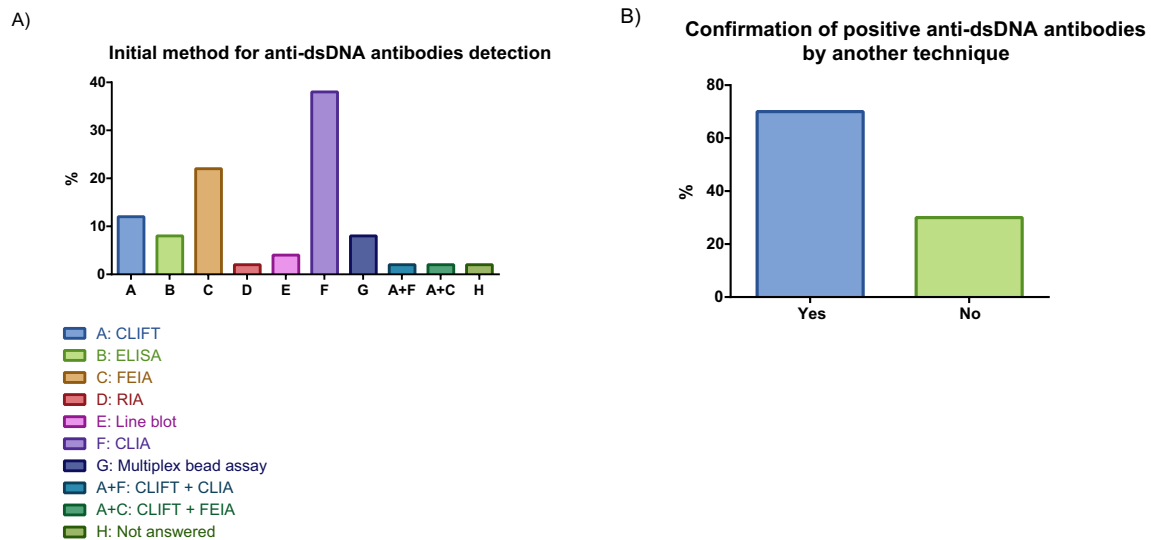 A)
Initial method for anti-dsDNA antibodies detection
40
30
20
10
0
%
A B C D E F G A+F A+C H
A: CLIFT
B: ELISA
C: FEIA
D: RIA
E: Line blot
F: CLIA
G: Multiplex bead assay
A+F: CLIFT + CLIA
A+C: CLIFT + FEIA
H: Not answered
B)
Confirmation of positive anti-dsDNA antibodies
by another technique
80
60
40
20
0
%
Yes No